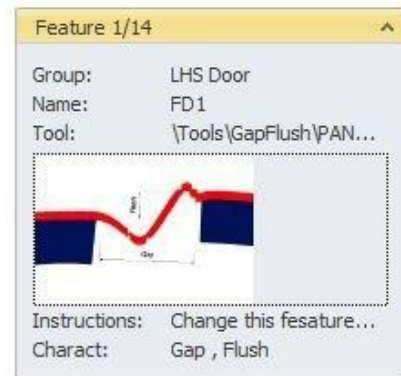 Feature 1/14
Group: LHS Door
Name: FD1
Tool: \Tools\GapFlush\PAN...
Flush
Gap
Instructions: Change this fesature...
Charact: Gap , Flush